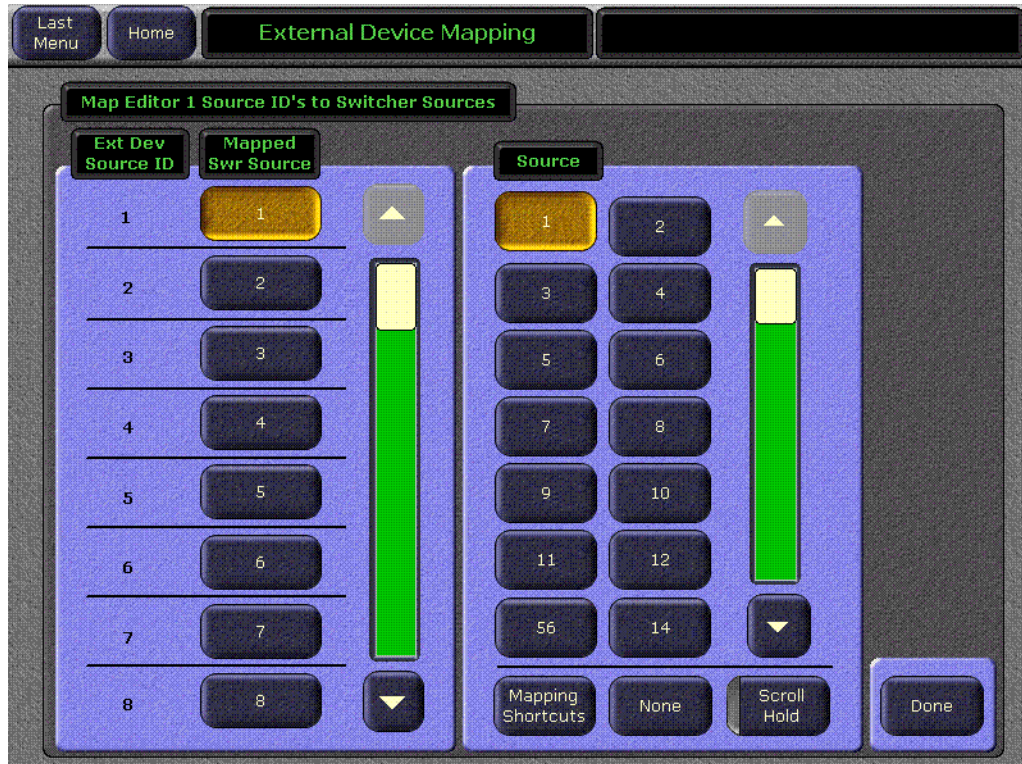 Last
Menu
Home
External Device Mapping
Map Editor 1 Source ID's to Switcher Sources
Ext Dev
Source ID
Mapped
Swr Source
1 1
2 2
3 3
4 4
5 5
6 6
7 7
8 8
Source
1 2
3 4
5 6
7 8
9 10
11 12
56 14
Mapping
Shortcuts
None
Scroll
Hold
Done